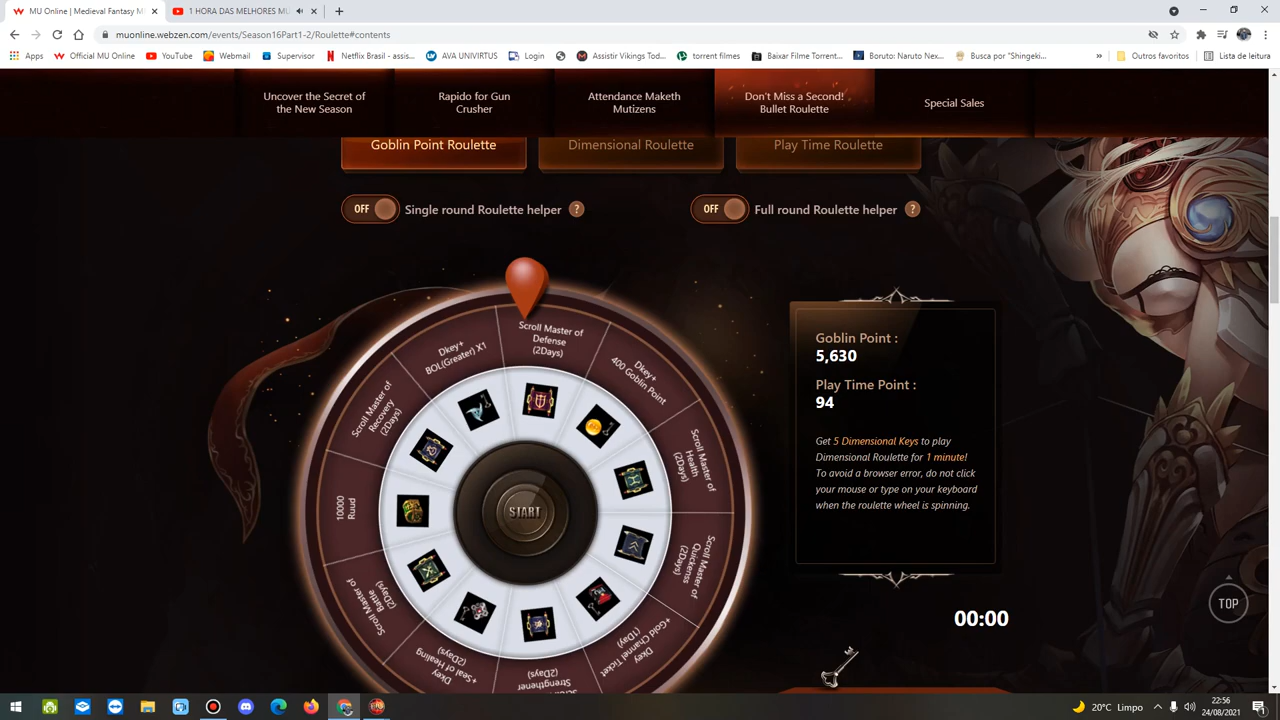 MU Online | Medieval Fantasy M
1 HORA DAS MELHORES MU
muonline.webzen.com/events/Season16Part1-2/Roulette#contents
Apps
Official MU Online
YouTube
Webmail
Supervisor
Netflix Brasil - assis...
AVA UNIVIRTUS
Login
Assistir Vikings Tod...
torrent filmes
Baixar Filme Torrent...
Boruto: Naruto Nex...
Busca por "Shingeki...
»
Outros favoritos
Lista de leitura
Uncover the Secret of
the New Season
Rapido for Gun
Crusher
Attendance Maketh
Mutizens
Don't Miss a Second!
Bullet Roulette
Special Sales
Goblin Point Roulette
Dimensional Roulette
Play Time Roulette
OFF
Single round Roulette helper
?
OFF
Full round Roulette helper
?
Scroll Master of
Defense
(2Days)
Dkey+
400 Goblin Point
Scroll Master of
Health
(2Days)
Scroll Master of
Quickenss
(2Days)
Dkey
+Gold Channel Ticket
(1Day)
Strengthener
(2Days)
Dkey
+Seal of Healing
(2Days)
Scroll Master of
Battle
(2Days)
10000
Ruud
Scroll Master of
Recovery
(2Days)
Dkey+
BOL(Greater) X1
START
Goblin Point :
5,630
Play Time Point :
94
Get 5 Dimensional Keys to play
Dimensional Roulette for 1 minute!
To avoid a browser error, do not click
your mouse or type on your keyboard
when the roulette wheel is spinning.
00:00
TOP
20°C Limpo
22:56
24/08/2021
1